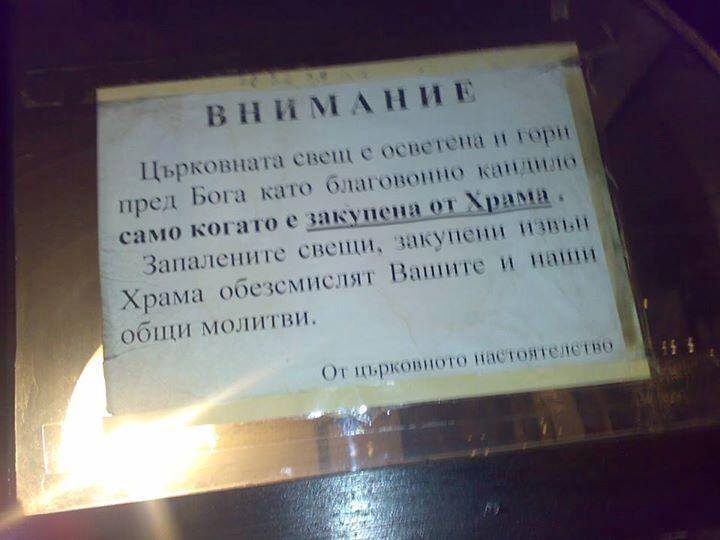 ВНИМАНИЕ
Църковната свещ е осветена и гори
пред Бога като благовонно кандило
само когато е закупена от Храма .
Запалените свещи, закупени извън
Храма обезсмислят Вашите и наши
общи молитви.
От църковното настоятелство